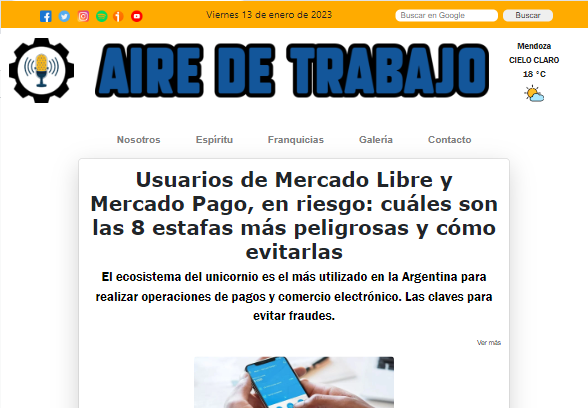 Viernes 13 de enero de 2023
Buscar en Google
Buscar
AIRE DE TRABAJO
Mendoza
CIELO CLARO
18 °C
Nosotros
Espíritu
Franquicias
Galería
Contacto
Usuarios de Mercado Libre y
Mercado Pago, en riesgo: cuáles son
las 8 estafas más peligrosas y cómo
evitarlas
El ecosistema del unicornio es el más utilizado en la Argentina para
realizar operaciones de pagos y comercio electrónico. Las claves para
evitar fraudes.
Ver más